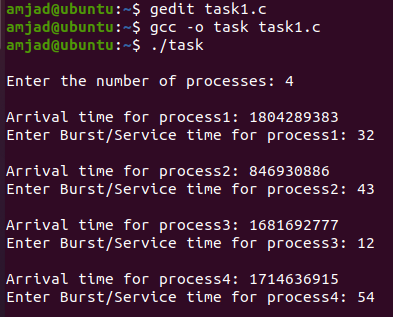 amjad@ubuntu:~$ gedit task1.c
amjad@ubuntu:~$ gcc -o task task1.c
amjad@ubuntu:~$ ./task
Enter the number of processes: 4
Arrival time for process1: 1804289383
Enter Burst/Service time for process1: 32
Arrival time for process2: 846930886
Enter Burst/Service time for process2: 43
Arrival time for process3: 1681692777
Enter Burst/Service time for process3: 12
Arrival time for process4: 1714636915
Enter Burst/Service time for process4: 54